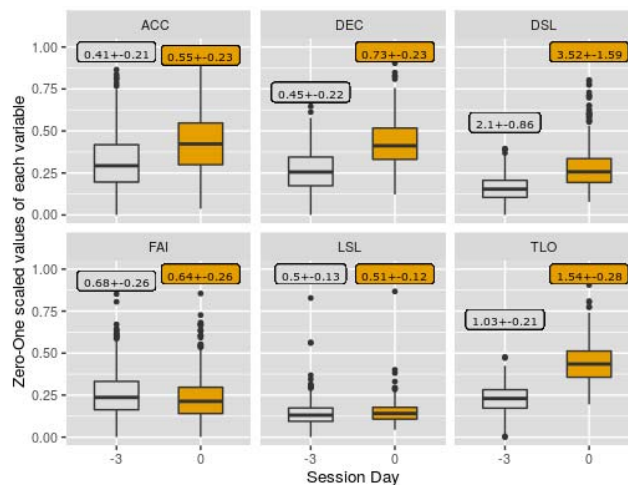 ACC DEC DSL
1.00 0.41+-0.21 0.55+-0.23 0.73+-0.23 3.52+-1.59
0.75 0.45+-0.22
0.50 2.1+-0.86
0.25
0.00
FAI LSL TLO
1.00 0.68+-0.26 0.64+-0.26 0.5+-0.13 0.51+-0.12 1.54+-0.28
0.75 1.03+-0.21
0.50
0.25
0.00
-3 0 -3 0 -3 0
Session Day
Zero-One scaled values of each variable